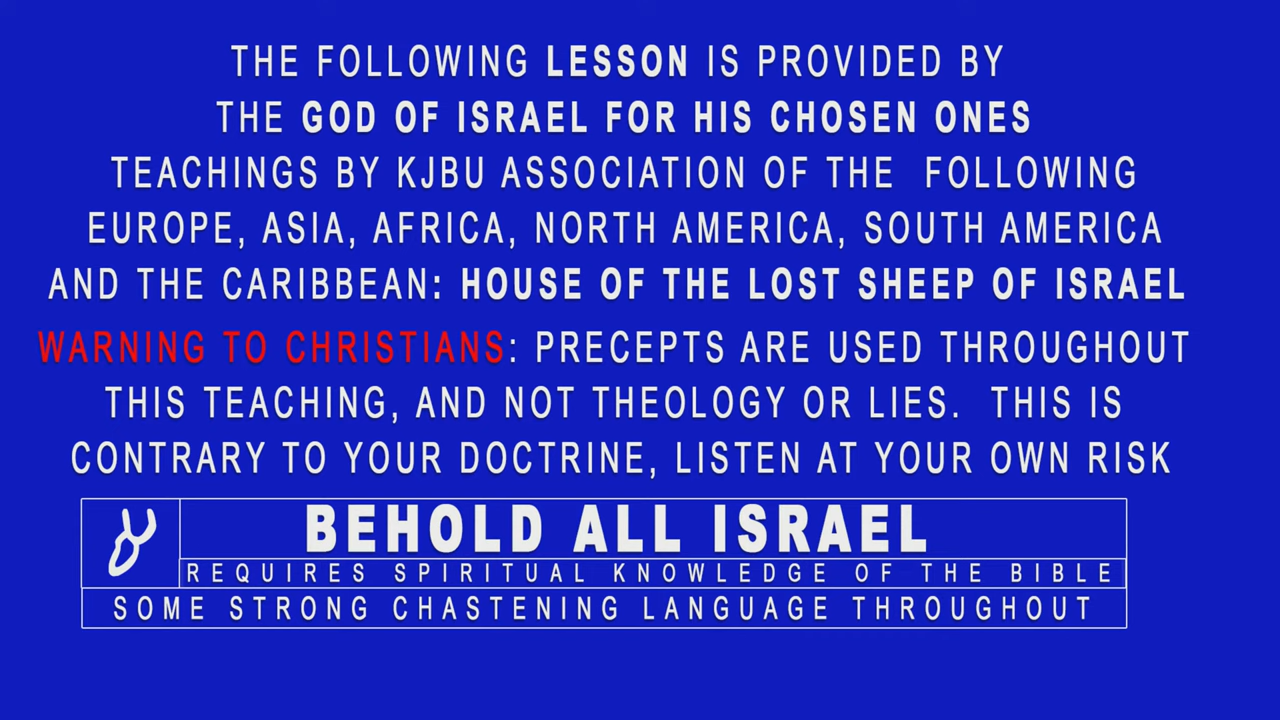 THE FOLLOWING LESSON IS PROVIDED BY
THE GOD OF ISRAEL FOR HIS CHOSEN ONES
TEACHINGS BY KJBU ASSOCIATION OF THE FOLLOWING
EUROPE, ASIA, AFRICA, NORTH AMERICA, SOUTH AMERICA
AND THE CARIBBEAN: HOUSE OF THE LOST SHEEP OF ISRAEL
WARNING TO CHRISTIANS: PRECEPTS ARE USED THROUGHOUT
THIS TEACHING, AND NOT THEOLOGY OR LIES. THIS IS
CONTRARY TO YOUR DOCTRINE, LISTEN AT YOUR OWN RISK
BEHOLD ALL ISRAEL
REQUIRES SPIRITUAL KNOWLEDGE OF THE BIBLE
SOME STRONG CHASTENING LANGUAGE THROUGHOUT